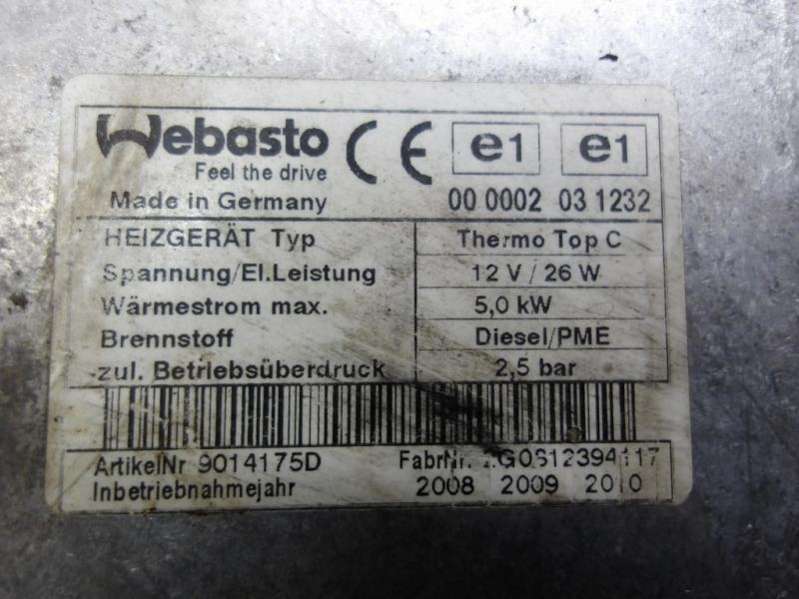 Webasto
Feel the drive
Made in Germany
CE e1 e1
00 0002 03 1232
HEIZGERÄT Typ Thermo Top C
Spannung/El.Leistung 12 V / 26 W
Wärmestrom max. 5,0 kW
Brennstoff Diesel/PME
zul. Betriebsüberdruck 2,5 bar
ArtikelNr 9014175D FabrNr.
Inbetriebnahmejahr 2008 2009 2010